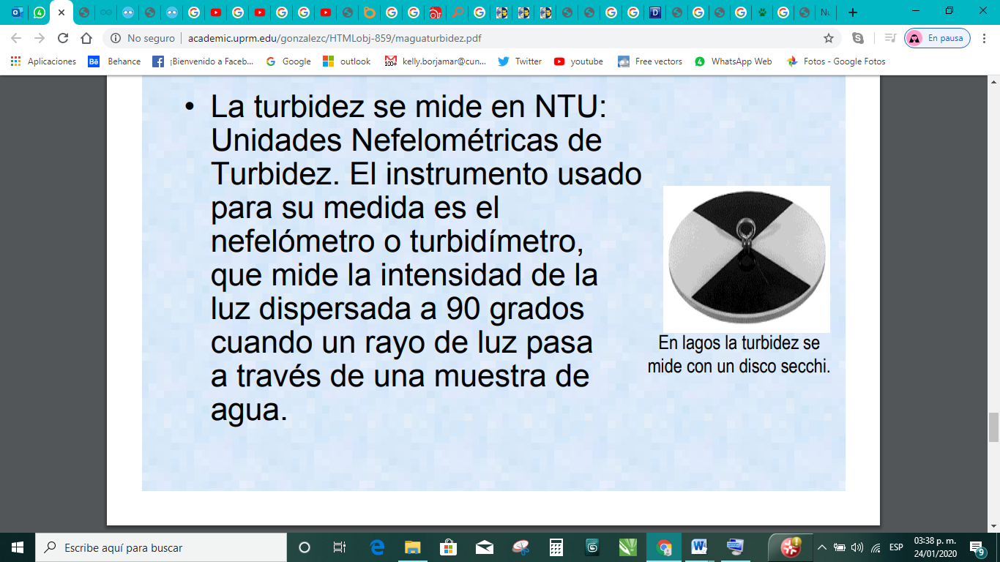 Nu
No seguro
academic.uprm.edu/gonzalezc/HTMLobj-859/maguaturbidez.pdf
En pausa
Aplicaciones
Behance
¡Bienvenido a Faceb...
Google
outlook
kelly.borjamar@cun...
Twitter
youtube
Free vectors
WhatsApp Web
Fotos - Google Fotos
• La turbidez se mide en NTU:
Unidades Nefelométricas de
Turbidez. El instrumento usado
para su medida es el
nefelómetro o turbidímetro,
que mide la intensidad de la
luz dispersada a 90 grados
cuando un rayo de luz pasa
a través de una muestra de
agua.
En lagos la turbidez se
mide con un disco secchi.
Escribe aquí para buscar
ESP
03:38 p. m.
24/01/2020
9